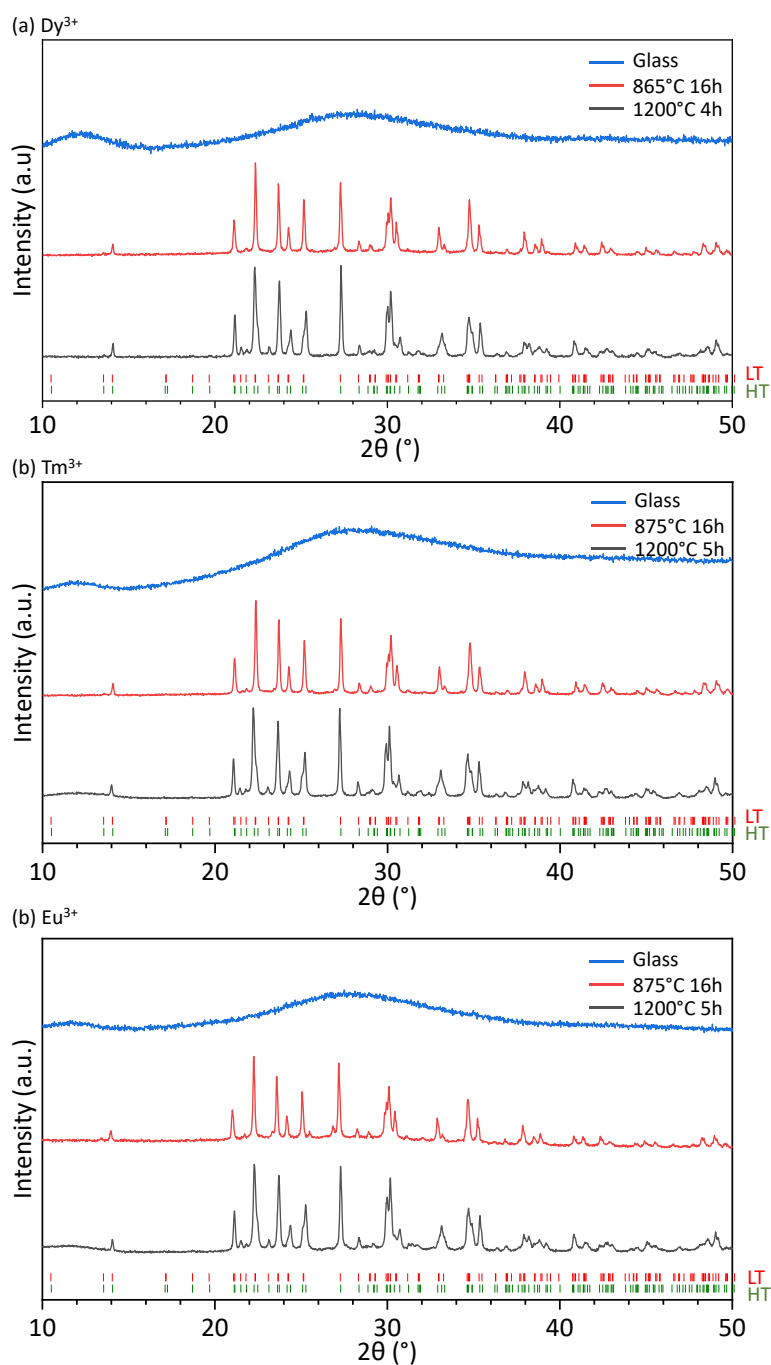 (a) Dy³⁺
Glass
865°C 16h
1200°C 4h
Intensity (a.u)
LT
HT
10 20 30 40 50
2θ (°)
(b) Tm³⁺
Glass
875°C 16h
1200°C 5h
Intensity (a.u.)
LT
HT
10 20 30 40 50
2θ (°)
(b) Eu³⁺
Glass
875°C 16h
1200°C 5h
Intensity (a.u.)
LT
HT
10 20 30 40 50
2θ (°)